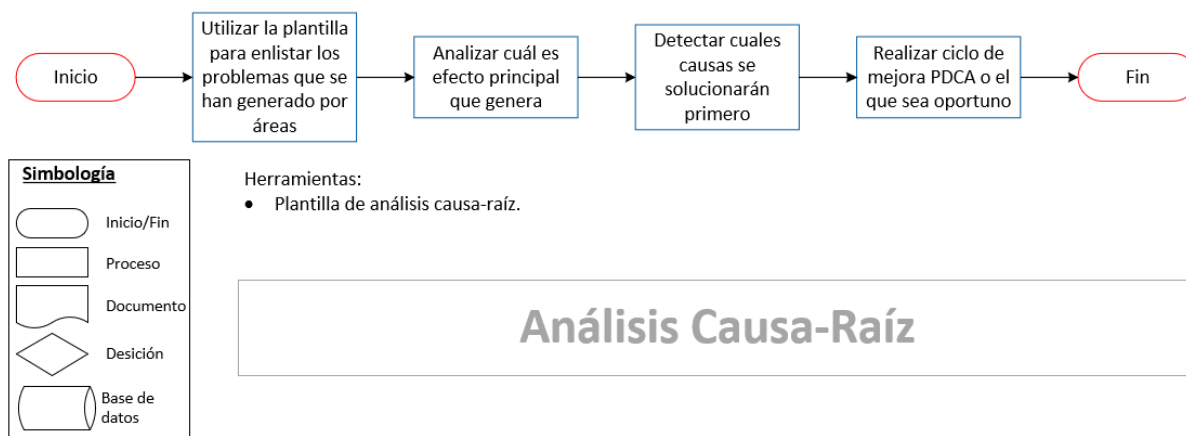 Inicio
Utilizar la plantilla
para enlistar los
problemas que se
han generado por
áreas
Analizar cuál es
efecto principal
que genera
Detectar cuales
causas se
solucionarán
primero
Realizar ciclo de
mejora PDCA o el
que sea oportuno
Fin
Simbología
Inicio/Fin
Proceso
Documento
Desición
Base de
datos
Herramientas:
• Plantilla de análisis causa-raíz.
Análisis Causa-Raíz